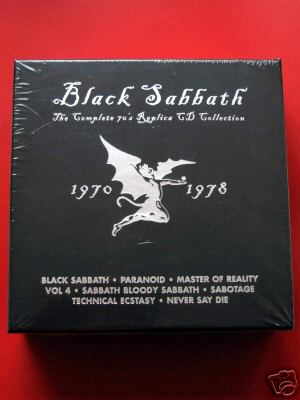 Black Sabbath
The Complete 70's Replica CD Collection
1970 1978
BLACK SABBATH • PARANOID • MASTER OF REALITY
VOL 4 • SABBATH BLOODY SABBATH • SABOTAGE
TECHNICAL ECSTASY • NEVER SAY DIE